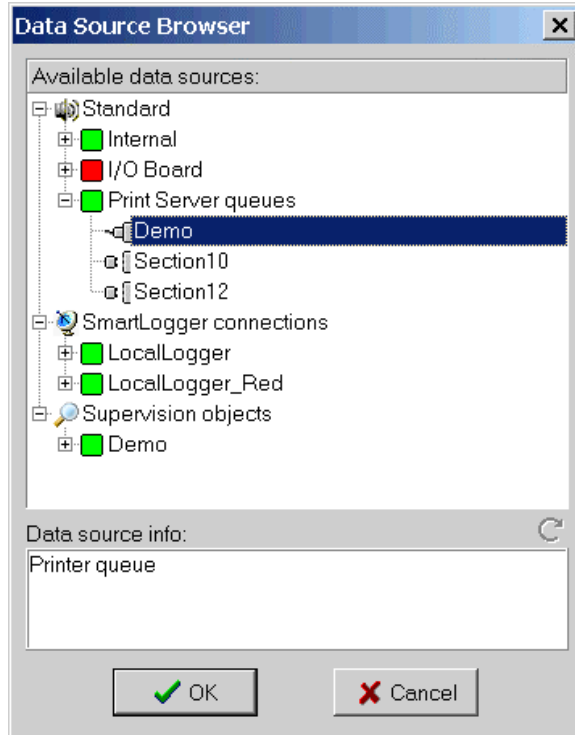 Data Source Browser
Available data sources:
Standard
Internal
I/O Board
Print Server queues
Demo
Section10
Section12
SmartLogger connections
LocalLogger
LocalLogger_Red
Supervision objects
Demo
Data source info:
Printer queue
OK
Cancel